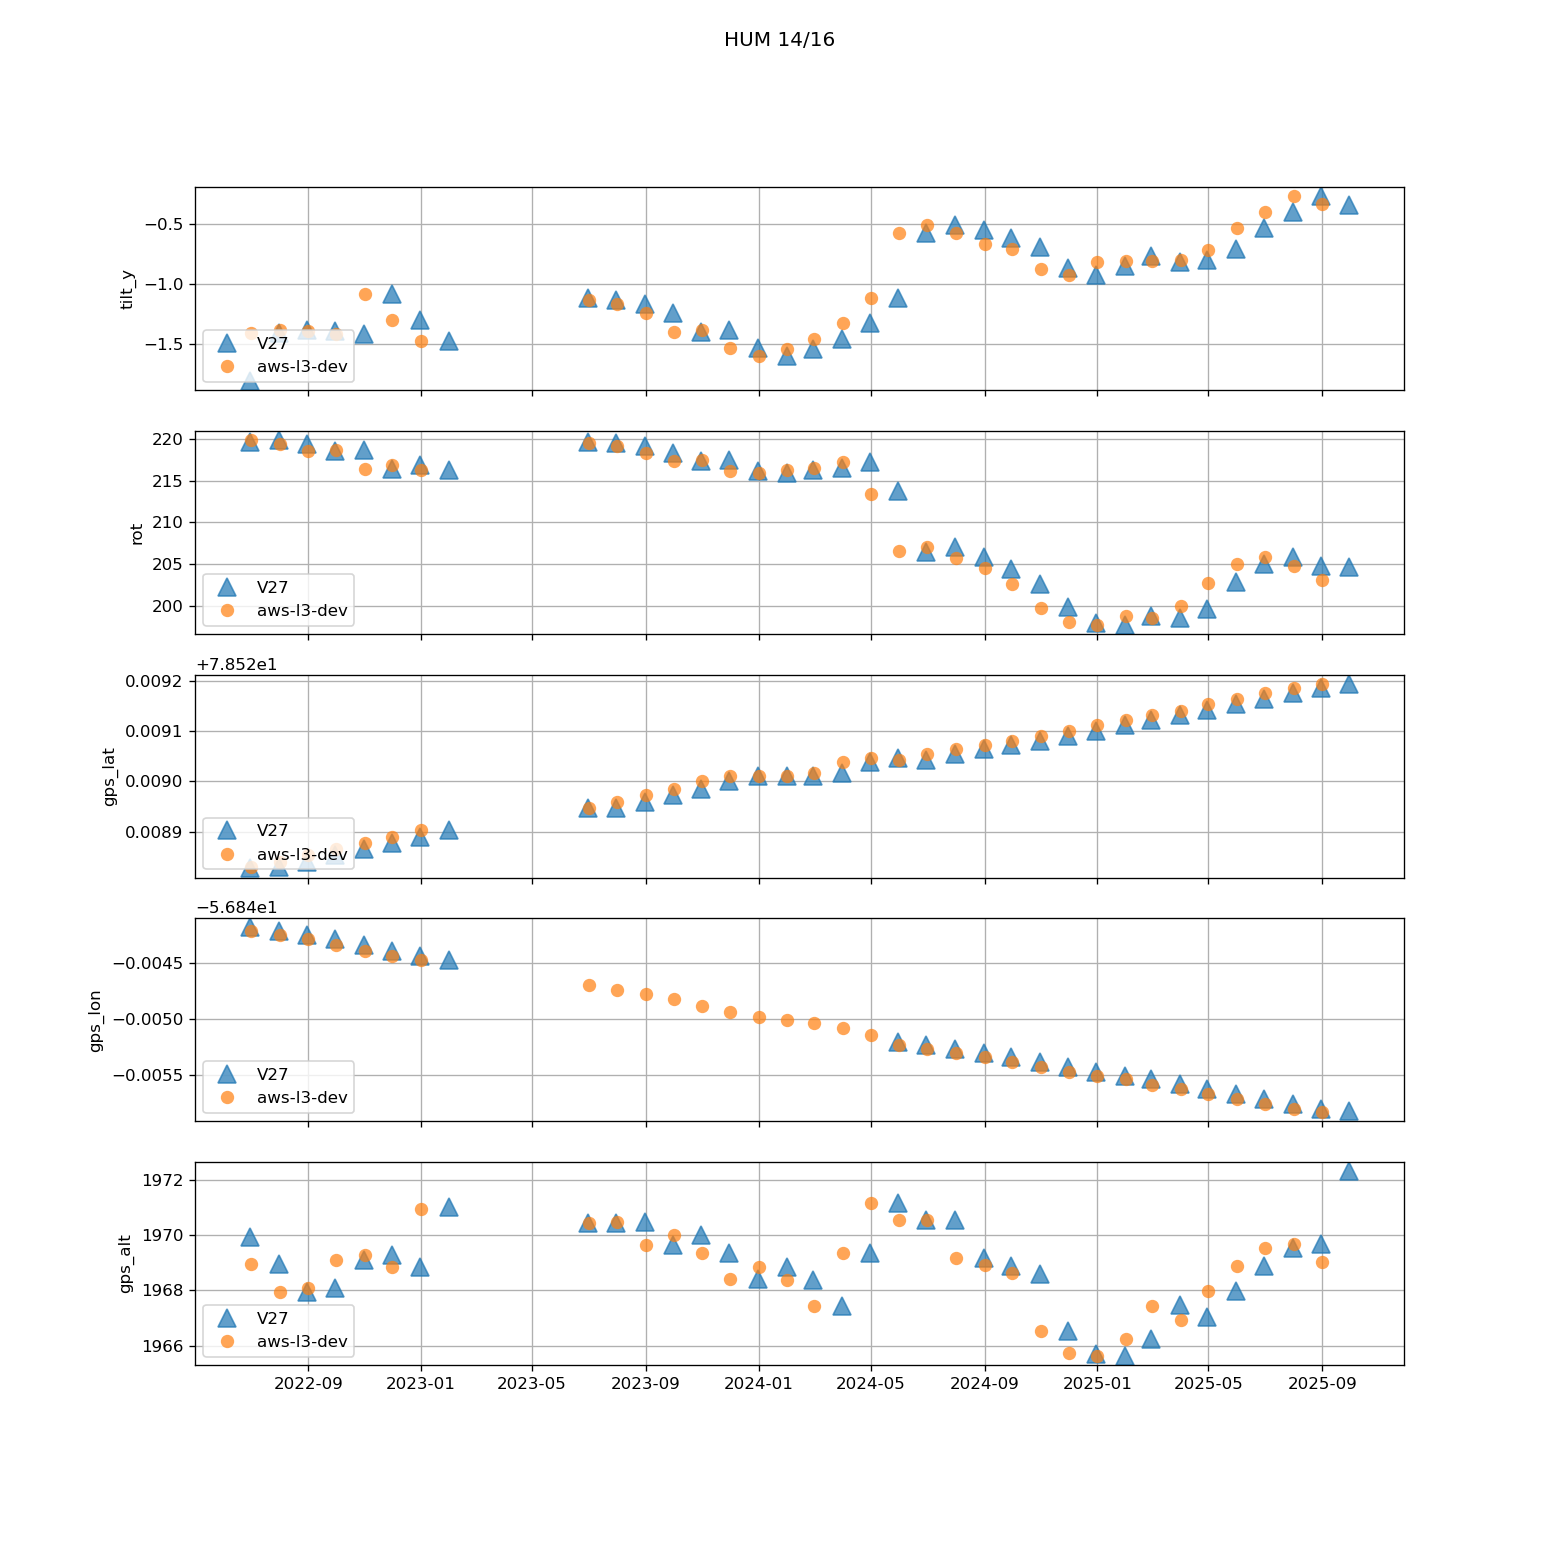 HUM 14/16
−0.5
−1.0
−1.5
tilt_y
V27
aws-l3-dev
220
215
210
205
200
rot
V27
aws-l3-dev
+7.852e1
0.0092
0.0091
0.0090
0.0089
gps_lat
V27
aws-l3-dev
−5.684e1
−0.0045
−0.0050
−0.0055
gps_lon
V27
aws-l3-dev
1972
1970
1968
1966
gps_alt
V27
aws-l3-dev
2022-09 2023-01 2023-05 2023-09 2024-01 2024-05 2024-09 2025-01 2025-05 2025-09